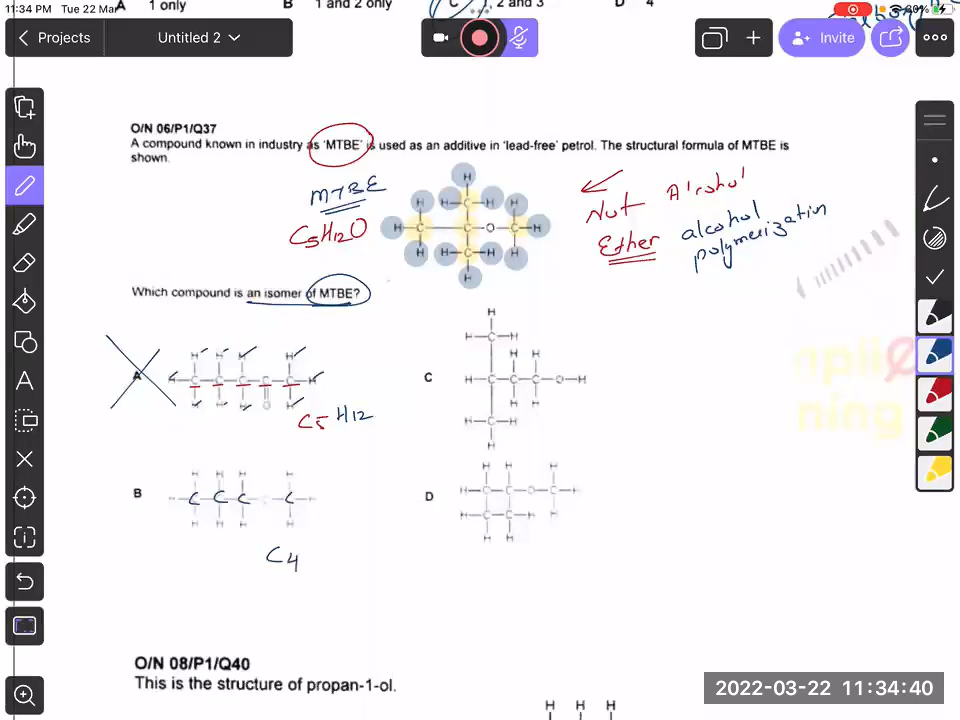 11:34 PM Tue 22 Mar
A 1 only B 1 and 2 only C 1, 2 and 3 D 4
Projects Untitled 2 Invite
O/N 06/P1/Q37
A compound known in industry as 'MTBE' is used as an additive in 'lead-free' petrol. The structural formula of MTBE is
shown.
MTBE
C5H12O
H
H H H H
H C C O C H
H H C H H
H
Not Alcohol
Ether
alcohol
polymerization
Which compound is an isomer of MTBE?
A
H H H H
H C C C C C H
H H H O H
C5 H12
C
H
H C H
H H
H C C C O H
H H
H C H
H
B
H H H H
H C C C C H
H H H H
C4
D
H H H
H C C O C H
H C C H H
H H
O/N 08/P1/Q40
This is the structure of propan-1-ol.
H H H
2022-03-22 11:34:40